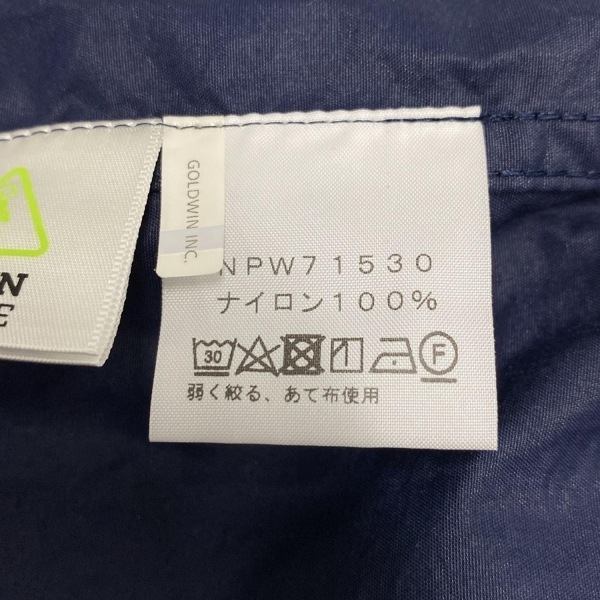 GOLDWIN INC.
NPW71530
ナイロン100%
30
F
弱く絞る、あて布使用
N
E